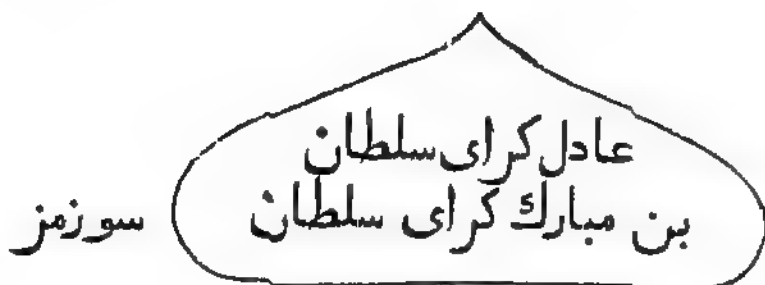 عادل كراى سلطان
بن مبارك كراى سلطان
سوزمز